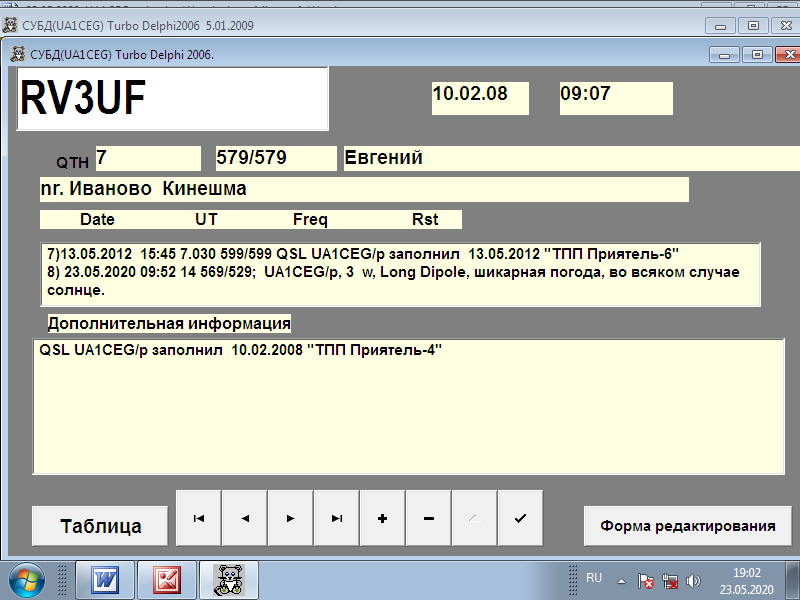 СУБД(UA1CEG) Turbo Delphi2006 5.01.2009
СУБД(UA1CEG) Turbo Delphi 2006.
RV3UF
10.02.08
09:07
QTH
7
579/579
Евгений
nr. Иваново Кинешма
Date UT Freq Rst
7)13.05.2012 15:45 7.030 599/599 QSL UA1CEG/p заполнил 13.05.2012 "ТПП Приятель-6"
8) 23.05.2020 09:52 14 569/529; UA1CEG/p, 3 w, Long Dipole, шикарная погода, во всяком случае
солнце.
Дополнительная информация
QSL UA1CEG/p заполнил 10.02.2008 "ТПП Приятель-4"
Таблица
Форма редактирования
RU
19:02
23.05.2020